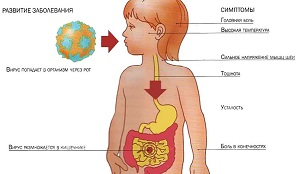 РАЗВИТИЕ ЗАБОЛЕВАНИЯ
СИМПТОМЫ
Головная боль
Высокая температура
Сильное напряжение мышц шеи
Тошнота
Вирус попадает в организм через рот
Усталость
Вирус размножается в кишечнике
Боль в конечностях